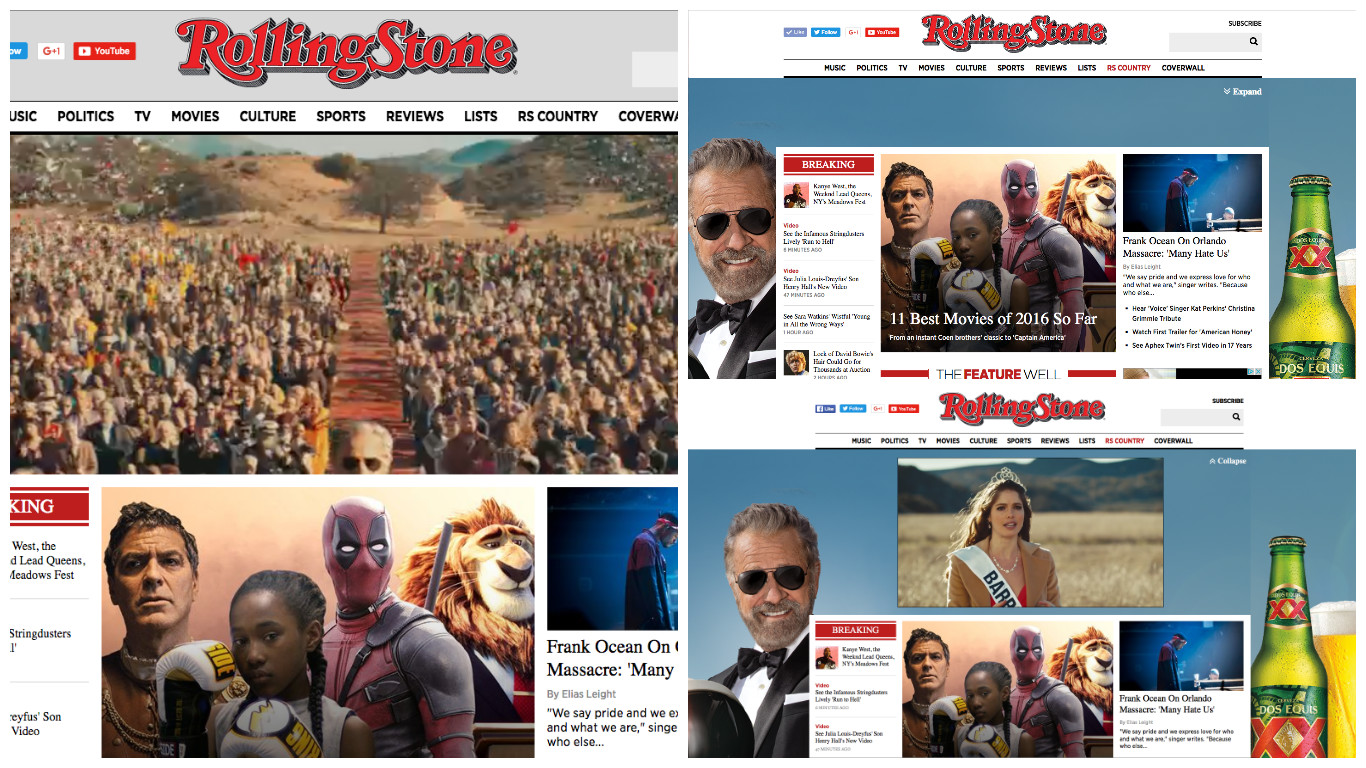 G+1
YouTube
RollingStone
USIC POLITICS TV MOVIES CULTURE SPORTS REVIEWS LISTS RS COUNTRY COVERWA
KING
West, the
d Lead Queens,
Meadows Fest
Stringdusters
l'
reyfus' Son
Video
Frank Ocean On
Massacre: 'Many
By Elias Leight
"We say pride and we ex
and what we are," singe
who else...
Like
Follow
G+1
YouTube
RollingStone
SUBSCRIBE
MUSIC POLITICS TV MOVIES CULTURE SPORTS REVIEWS LISTS RS COUNTRY COVERWALL
Expand
BREAKING
Kanye West, the
Weeknd Lead Queens,
NY's Meadows Fest
Video
See the Infamous Stringdusters
Lively 'Run to Hell'
8 MINUTES AGO
Video
See Julia Louis-Dreyfus' Son
Henry Hall's New Video
47 MINUTES AGO
See Sara Watkins' Wistful 'Young
in All the Wrong Ways'
1 HOUR AGO
Lock of David Bowie's
Hair Could Go for
Thousands at Auction
2 HOURS AGO
11 Best Movies of 2016 So Far
From an instant Coen brothers' classic to 'Captain America'
THE FEATURE WELL
Frank Ocean On Orlando
Massacre: 'Many Hate Us'
By Elias Leight
"We say pride and we express love for who
and what we are," singer writes. "Because
who else...
• Hear 'Voice' Singer Kat Perkins' Christina
Grimmie Tribute
• Watch First Trailer for 'American Honey'
• See Aphex Twin's First Video in 17 Years
DOS EQUIS
XX
CERVEZA
DOS EQUIS
Like
Follow
G+1
YouTube
RollingStone
SUBSCRIBE
MUSIC POLITICS TV MOVIES CULTURE SPORTS REVIEWS LISTS RS COUNTRY COVERWALL
Collapse
BARR
BREAKING
Kanye West, the
Weeknd Lead Queens,
NY's Meadows Fest
Video
See the Infamous Stringdusters
Lively 'Run to Hell'
Video
See Julia Louis-Dreyfus' Son
Henry Hall's New Video
47 MINUTES AGO
Frank Ocean On Orlando
Massacre: 'Many Hate Us'
By Elias Leight
"We say pride and we express love for who
and what we are," singer writes. "Because
who else...
XX
DOS EQUIS